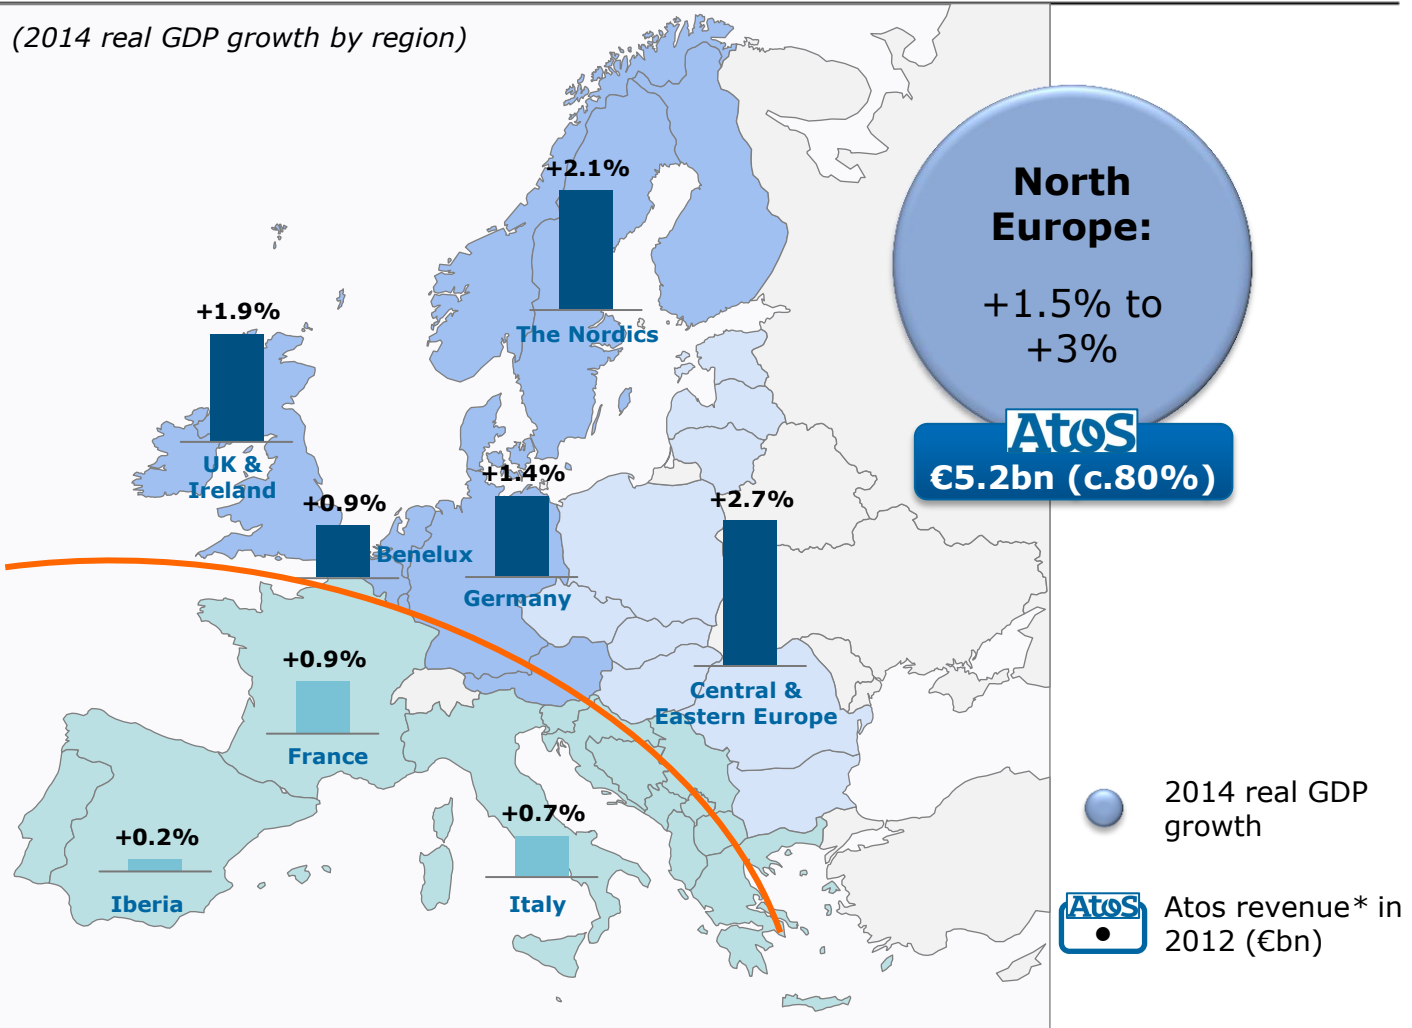 (2014 real GDP growth by region)
+2.1%
The Nordics
+1.9%
UK &
Ireland
+0.9%
Benelux
+1.4%
Germany
+2.7%
Central &
Eastern Europe
+0.9%
France
+0.2%
Iberia
+0.7%
Italy
North
Europe:
+1.5% to
+3%
Atos
€5.2bn (c.80%)
2014 real GDP
growth
Atos
Atos revenue* in
2012 (€bn)